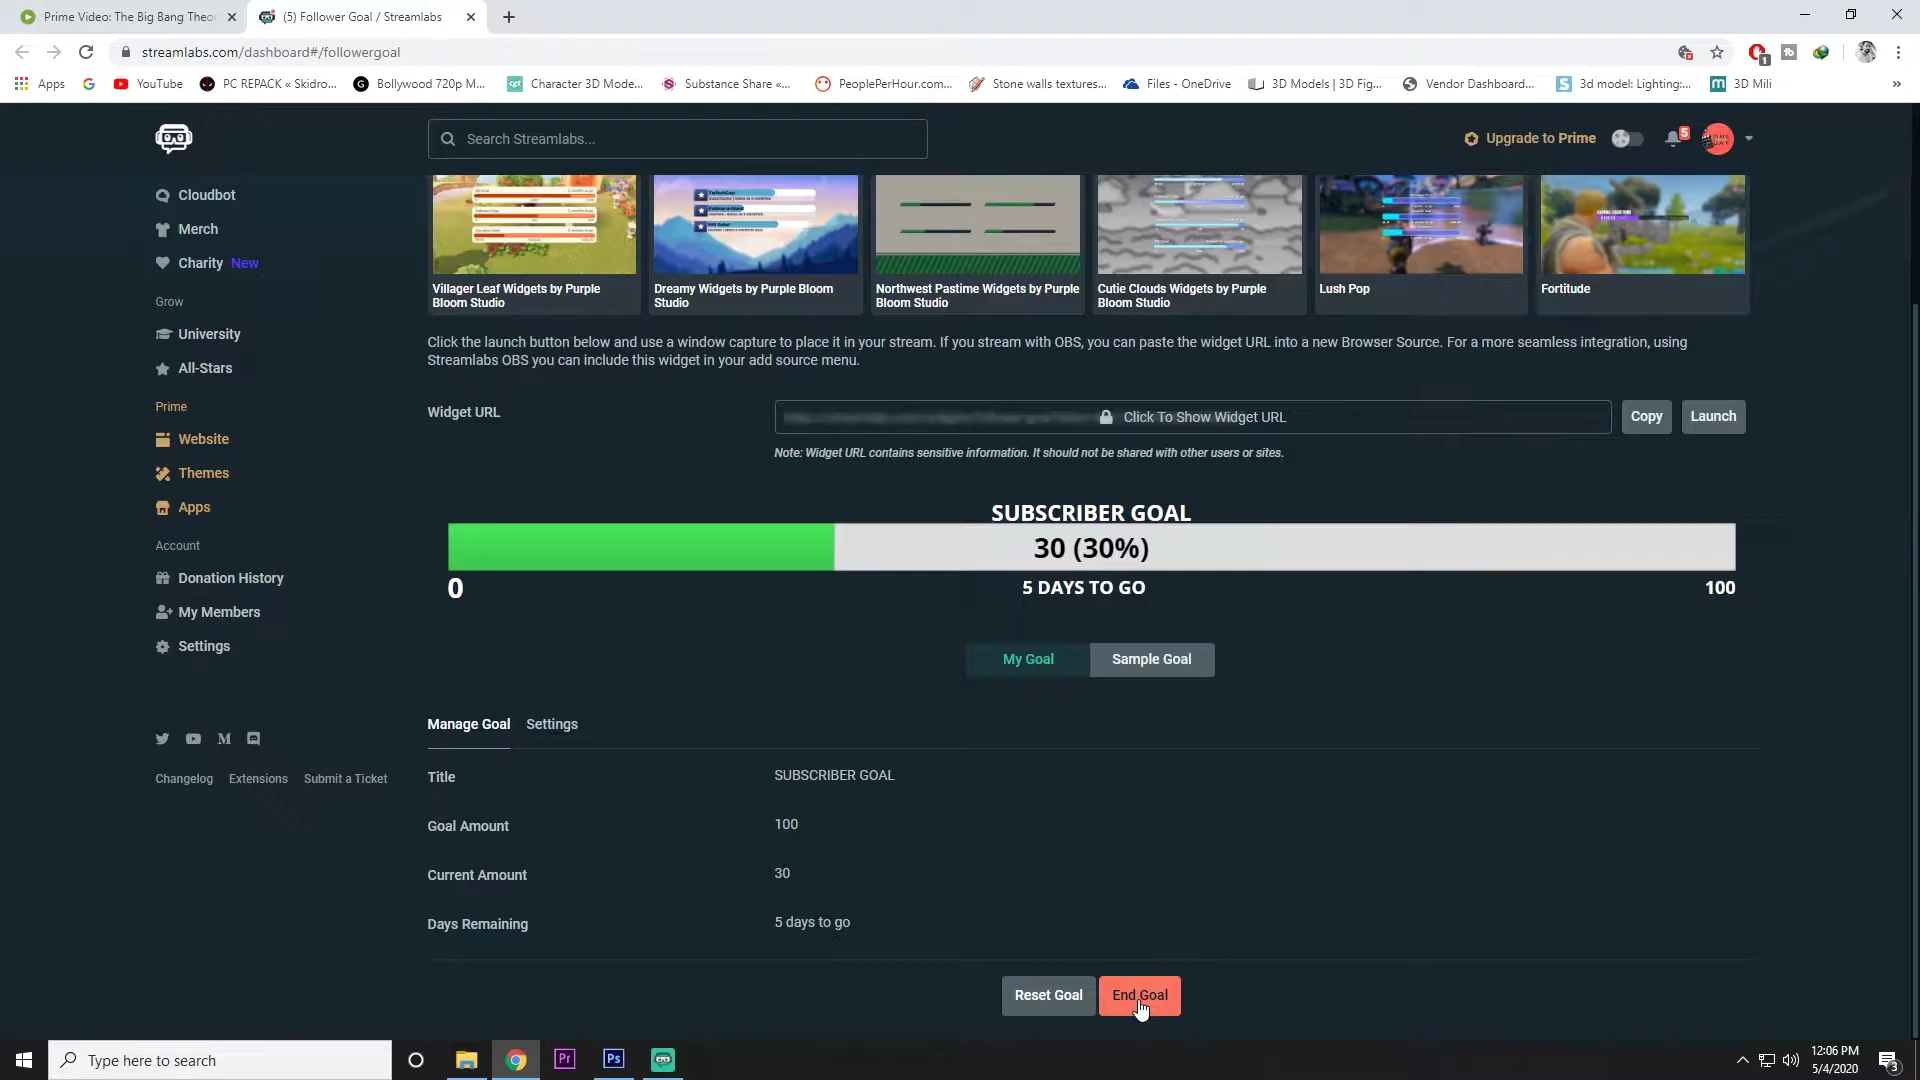 Prime Video: The Big Bang Theo
(5) Follower Goal / Streamlabs
streamlabs.com/dashboard#/followergoal
Apps
YouTube
PC REPACK « Skidro...
Bollywood 720p M...
Character 3D Mode...
Substance Share «...
PeoplePerHour.com...
Stone walls textures...
Files - OneDrive
3D Models | 3D Fig...
Vendor Dashboard...
3d model: Lighting:...
3D Mili
»
Search Streamlabs...
Upgrade to Prime
5
Cloudbot
Merch
Charity New
Grow
University
All-Stars
Prime
Website
Themes
Apps
Account
Donation History
My Members
Settings
Changelog Extensions Submit a Ticket
Villager Leaf Widgets by Purple
Bloom Studio
Dreamy Widgets by Purple Bloom
Studio
Northwest Pastime Widgets by Purple
Bloom Studio
Cutie Clouds Widgets by Purple
Bloom Studio
Lush Pop
Fortitude
Click the launch button below and use a window capture to place it in your stream. If you stream with OBS, you can paste the widget URL into a new Browser Source. For a more seamless integration, using
Streamlabs OBS you can include this widget in your add source menu.
Widget URL
Click To Show Widget URL
Copy
Launch
Note: Widget URL contains sensitive information. It should not be shared with other users or sites.
SUBSCRIBER GOAL
30 (30%)
0
5 DAYS TO GO
100
My Goal
Sample Goal
Manage Goal
Settings
Title
SUBSCRIBER GOAL
Goal Amount
100
Current Amount
30
Days Remaining
5 days to go
Reset Goal
End Goal
Type here to search
Pr
Ps
12:06 PM
5/4/2020
3